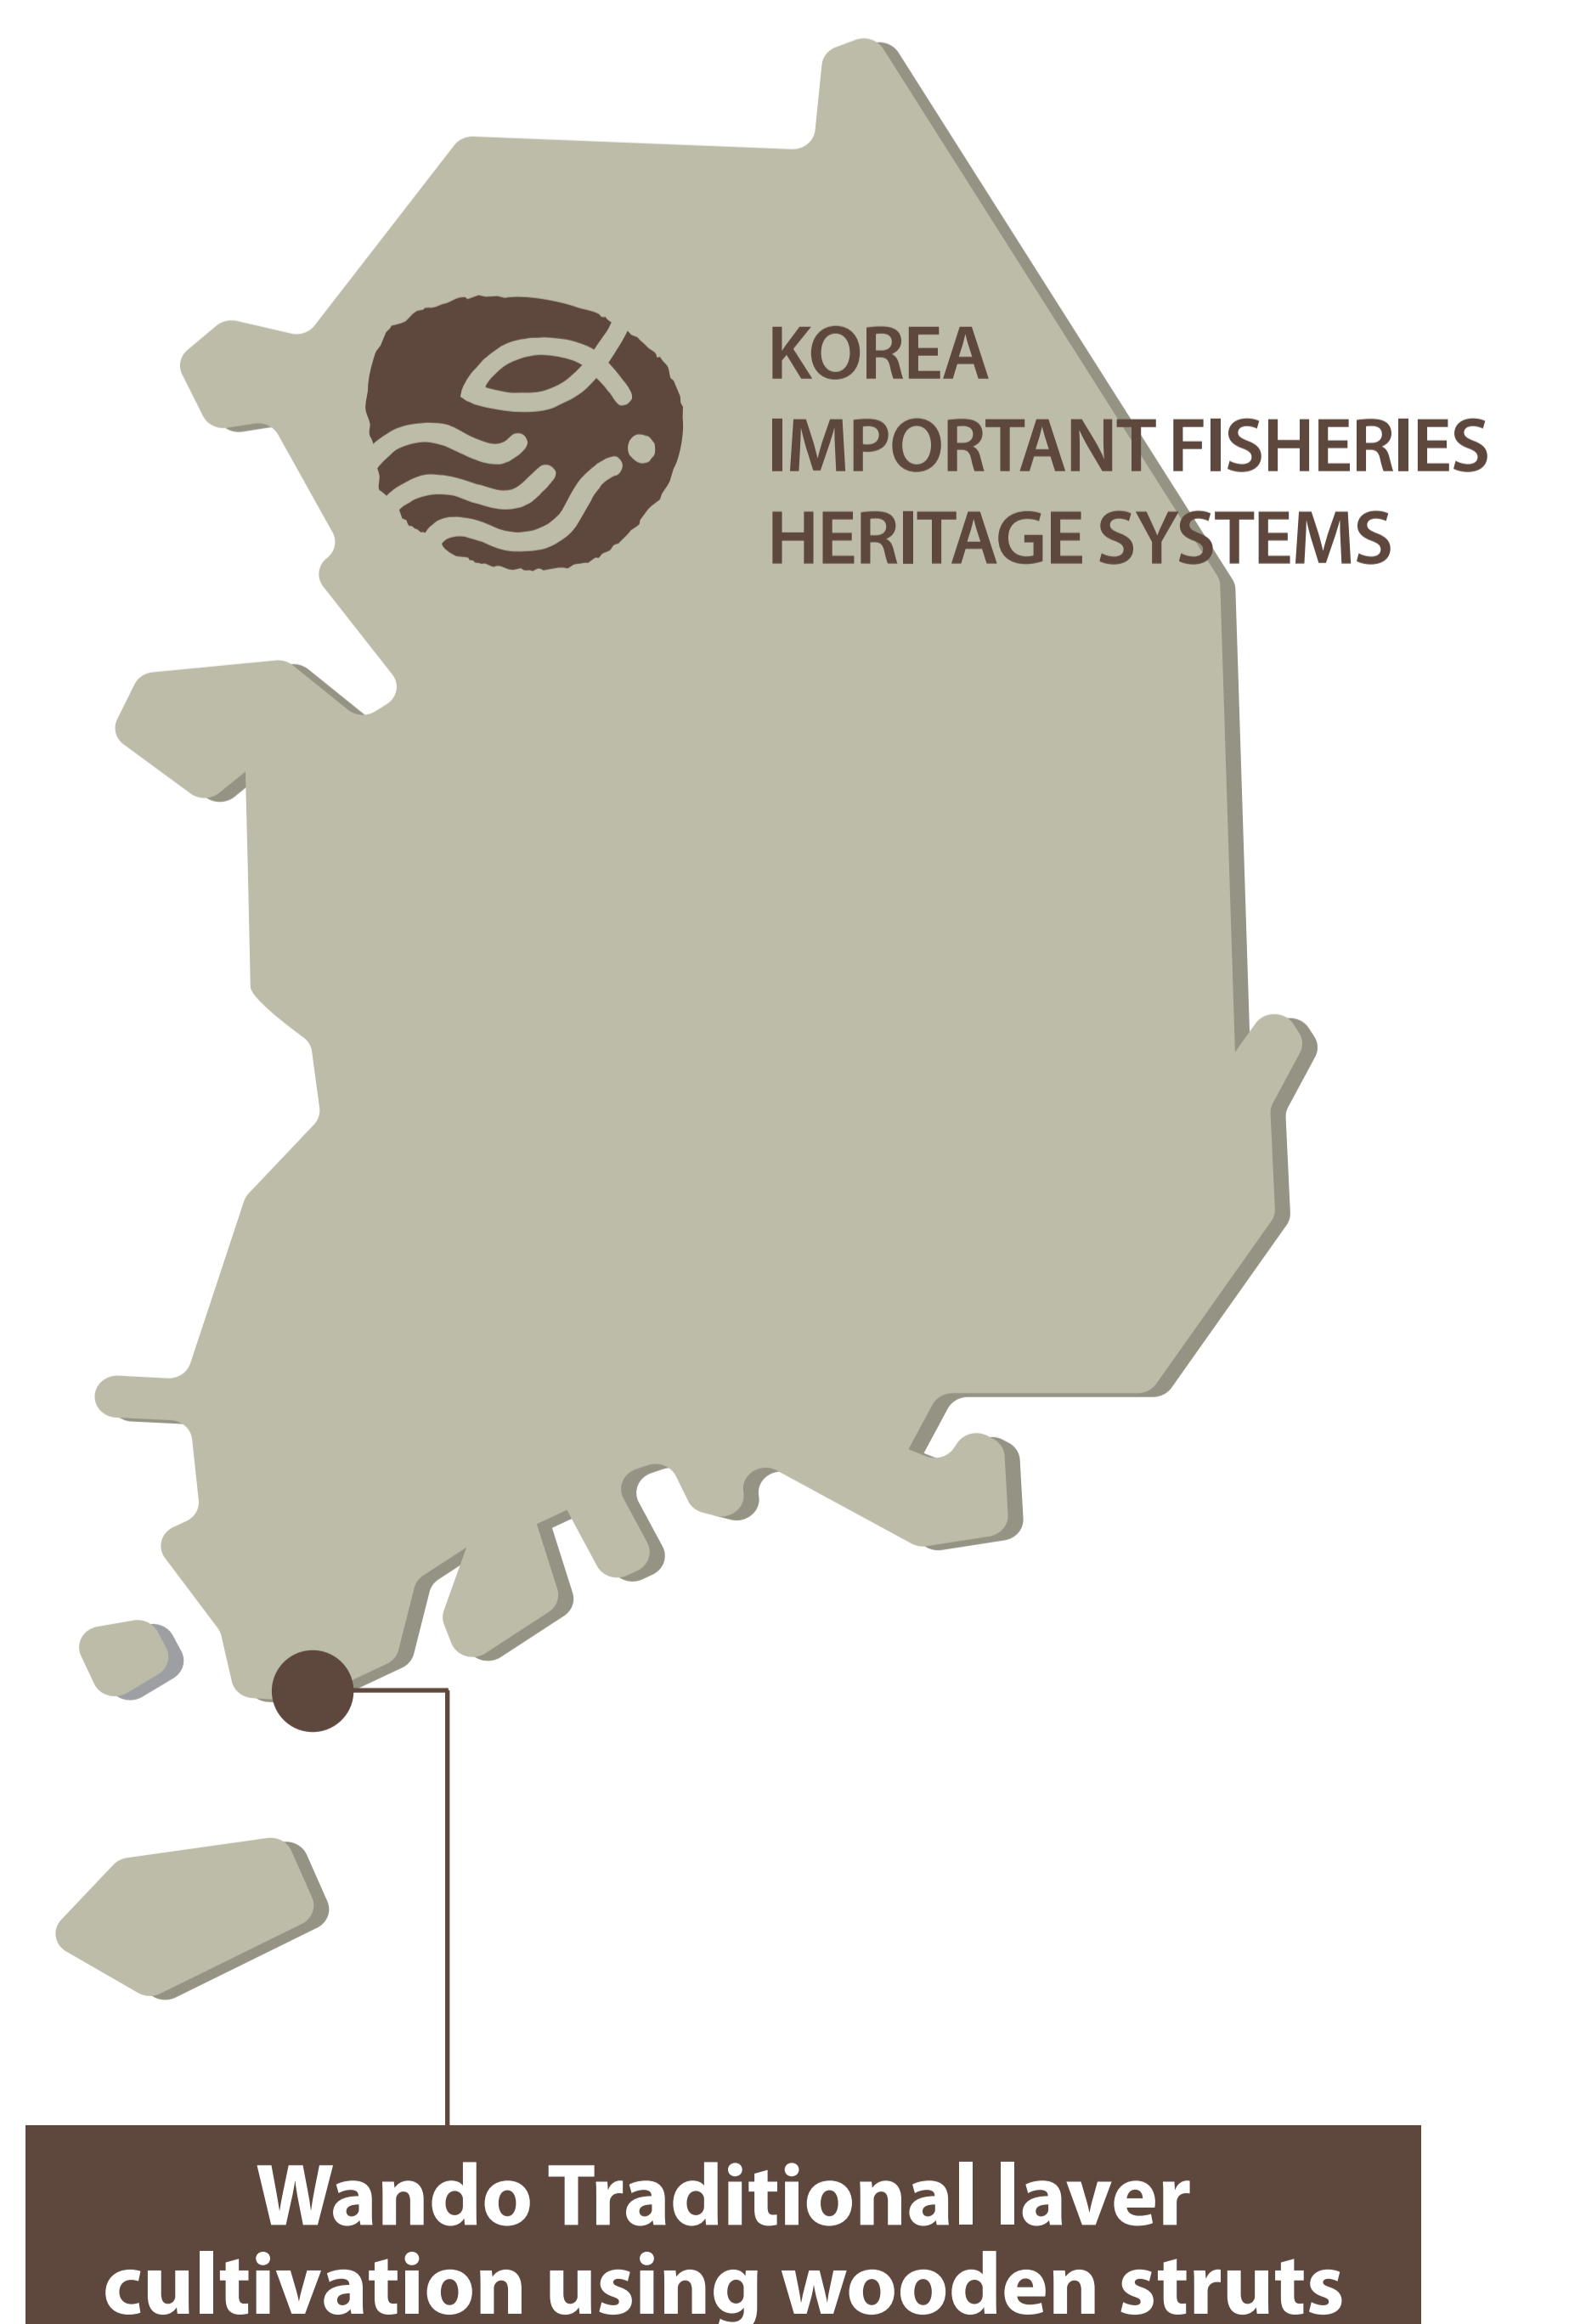 KOREA
IMPORTANT FISHERIES
HERITAGE SYSTEMS
Wando Traditional laver
cultivation using wooden struts